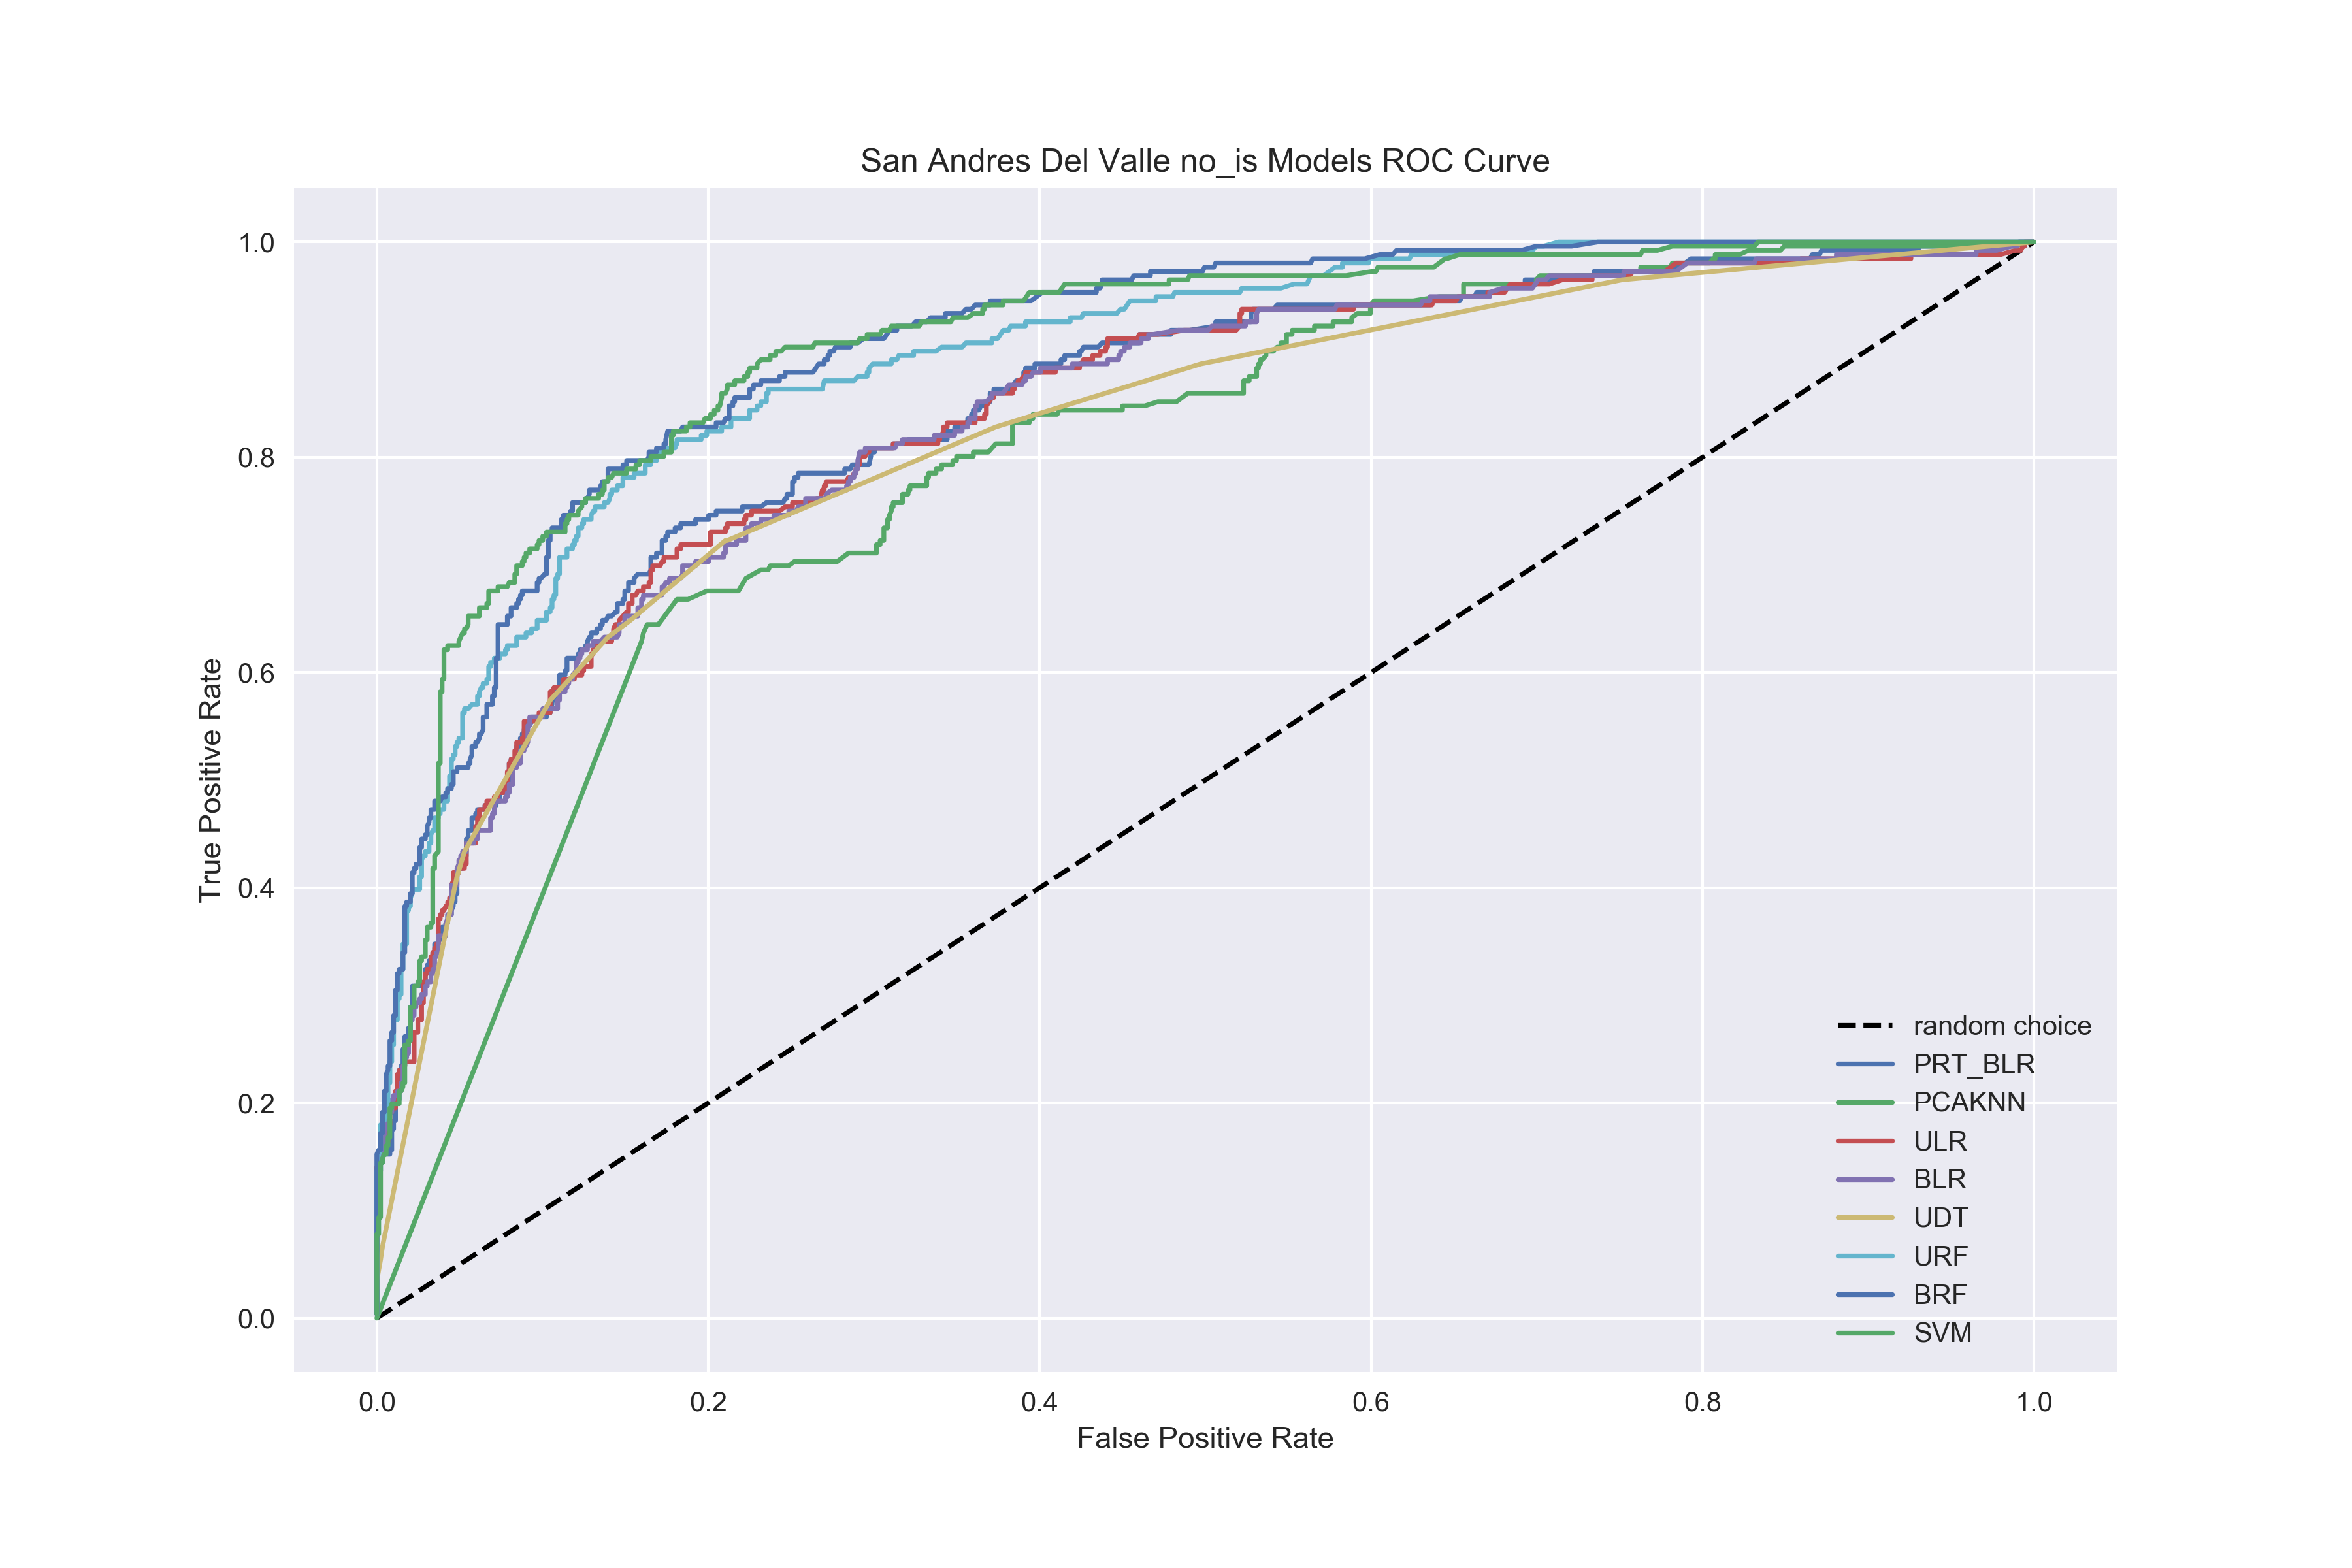 San Andres Del Valle no_is Models ROC Curve
1.0
0.8
0.6
0.4
0.2
0.0
True Positive Rate
0.0 0.2 0.4 0.6 0.8 1.0
False Positive Rate
random choice
PRT_BLR
PCAKNN
ULR
BLR
UDT
URF
BRF
SVM